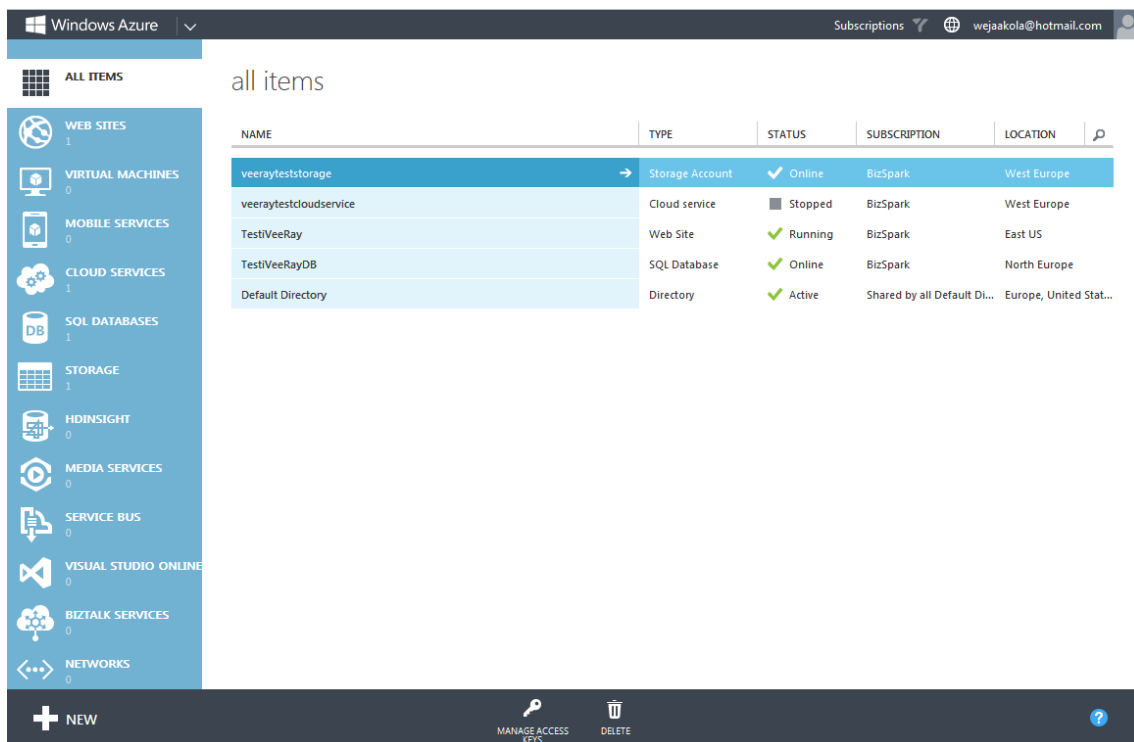 Windows Azure
Subscriptions wejaakola@hotmail.com
ALL ITEMS
WEB SITES
1
VIRTUAL MACHINES
0
MOBILE SERVICES
0
CLOUD SERVICES
1
SQL DATABASES
1
STORAGE
1
HDINSIGHT
0
MEDIA SERVICES
0
SERVICE BUS
0
VISUAL STUDIO ONLINE
0
BIZTALK SERVICES
0
NETWORKS
0
DB
all items
NAME TYPE STATUS SUBSCRIPTION LOCATION
veerayteststorage Storage Account Online BizSpark West Europe
veeraytestcloudservice Cloud service Stopped BizSpark West Europe
TestiVeeRay Web Site Running BizSpark East US
TestiVeeRayDB SQL Database Online BizSpark North Europe
Default Directory Directory Active Shared by all Default Di... Europe, United Stat...
NEW
MANAGE ACCESS
KEYS
DELETE
?